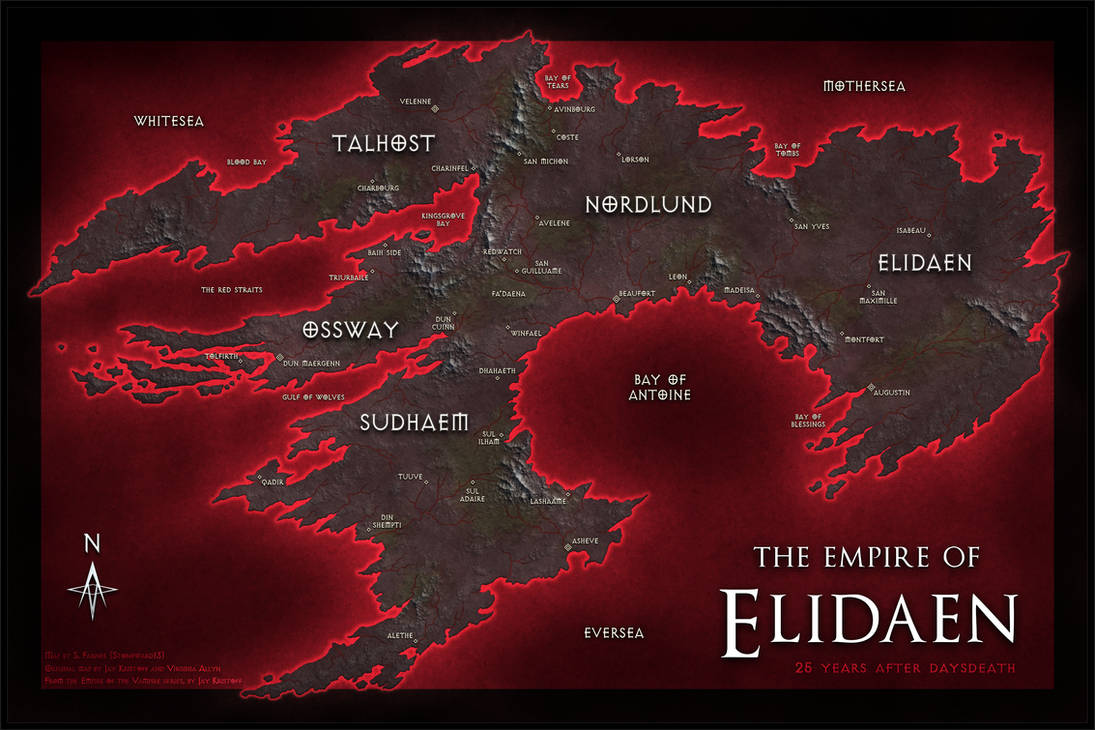 MOTHERSEA
BAY OF
TEARS
WHITESEA
VELENNE
AVINBOURG
COSTE
TALHOST
BAY OF
TOMBS
BLOOD BAY
SAN MICHON
LORSON
CHARINFEL
CHARBOURG
NORDLUND
KINGSGROVE
BAY
AVELENE
SAN YVES
ISABEAU
BAIH SIDE
REDWATCH
ELIDAEN
SAN
GUILLUAME
TRIURBAILE
LEON
MADEISA
THE RED STRAITS
FA'DAENA
BEAUFORT
SAN
MAXIMILLE
OSSWAY
DUN
CUINN
WINFAEL
MONTFORT
TOLFIRTH
DUN MAERGENN
DHAHAETH
BAY OF
ANTOINE
AUGUSTIN
GULF OF WOLVES
SUDHAEM
BAY OF
BLESSINGS
SUL
ILHAM
QADIR
TUUVE
SUL
ADAIRE
LASHAAME
DIN
SHEMPTI
ASHEVE
N
THE EMPIRE OF
ELIDAEN
25 YEARS AFTER DAYSDEATH
ALETHE
EVERSEA
Original map by Jay Kristoff and Virginia Allyn
From the Empire of the Vampire series, by Jay Kristoff